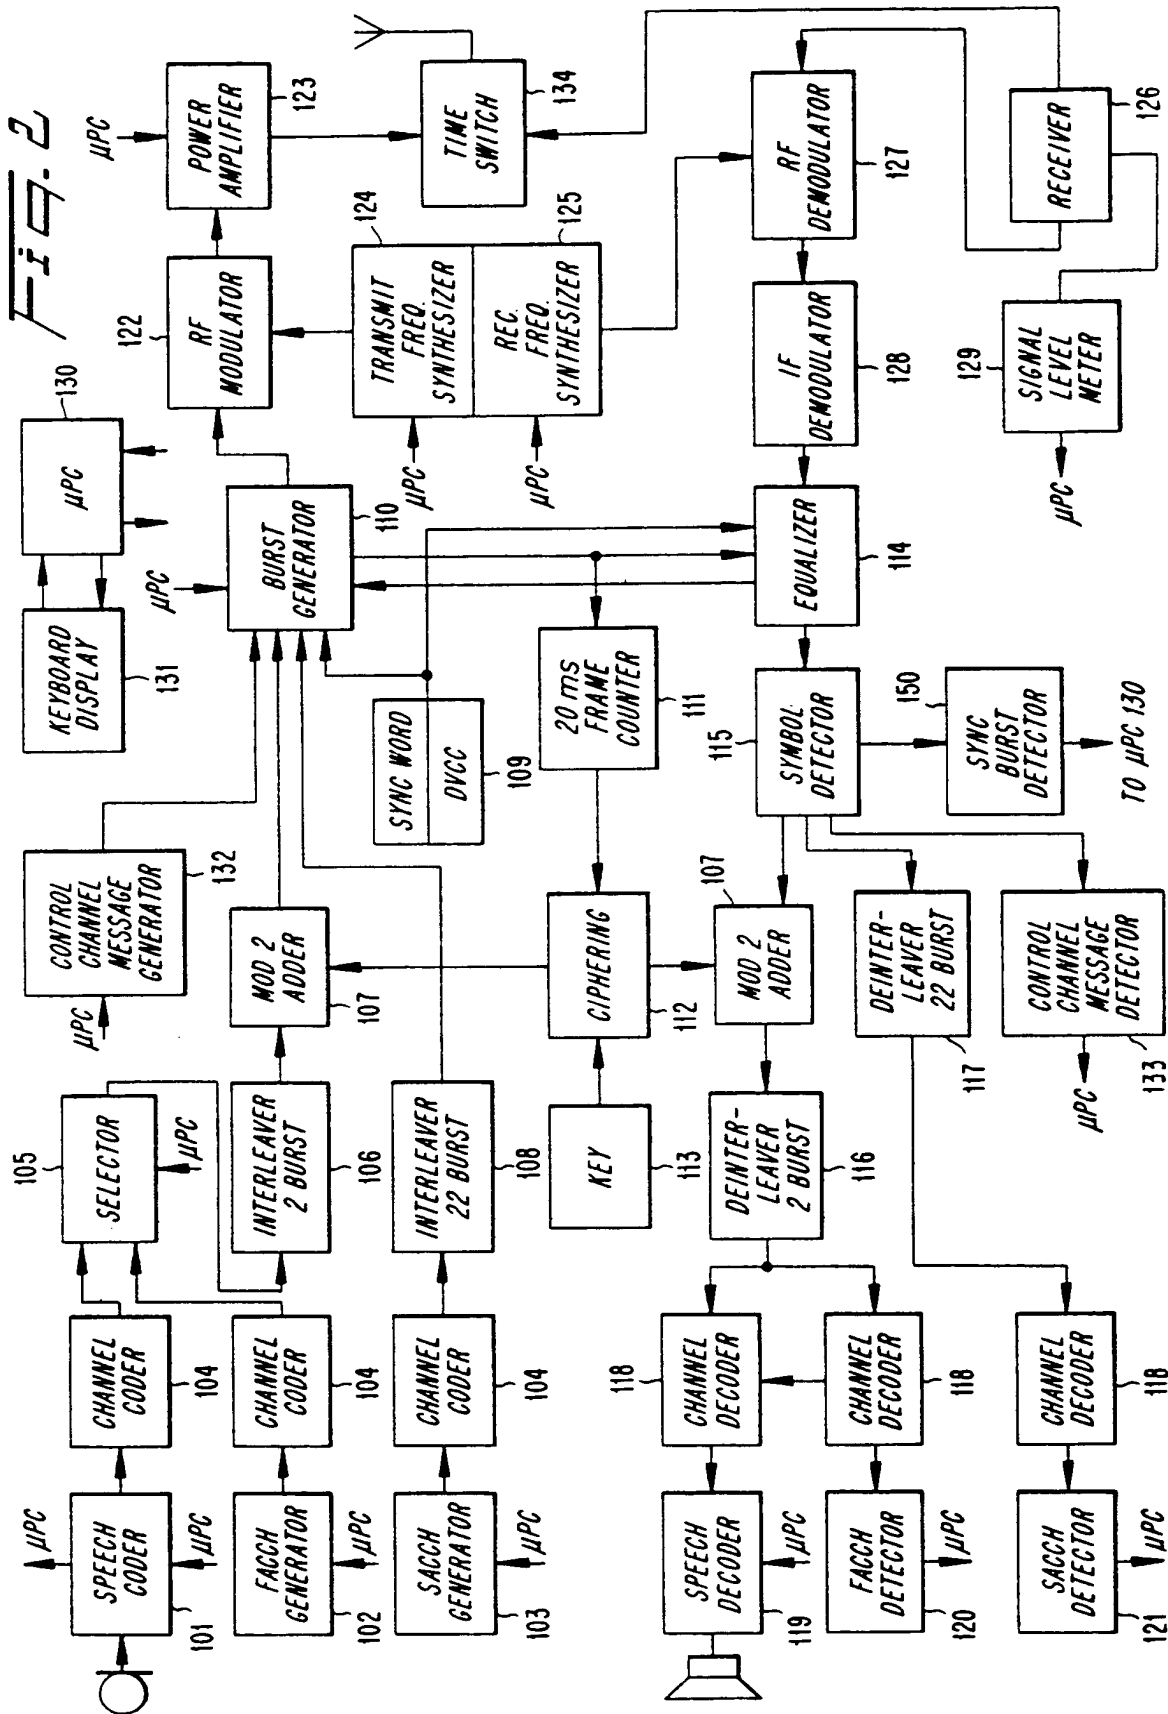 Fig. 2
μPC
SPEECH
CODER
101
μPC
CHANNEL
CODER
104
105
SELECTOR
μPC
FACCH
GENERATOR
102
μPC
CHANNEL
CODER
104
INTERLEAVER
2 BURST
106
SACCH
GENERATOR
103
μPC
CHANNEL
CODER
104
INTERLEAVER
22 BURST
108
CONTROL
CHANNEL
MESSAGE
GENERATOR
132
μPC
MOD 2
ADDER
107
KEYBOARD
DISPLAY
131
μPC
130
SYNC WORD
DVCC
109
μPC
BURST
GENERATOR
110
122
RF
MODULATOR
μPC
POWER
AMPLIFIER
123
TIME
SWITCH
134
124
TRANSMIT
FREQ.
SYNTHESIZER
μPC
125
REC.
FREQ.
SYNTHESIZER
μPC
20 ms
FRAME
COUNTER
111
CIPHERING
112
KEY
113
RF
DEMODULATOR
127
IF
DEMODULATOR
128
EQUALIZER
114
SYMBOL
DETECTOR
115
107
MOD 2
ADDER
DEINTER-
LEAVER
2 BURST
116
118
CHANNEL
DECODER
SPEECH
DECODER
119
μPC
DEINTER-
LEAVER
22 BURST
117
CHANNEL
DECODER
118
FACCH
DETECTOR
120
μPC
150
SYNC
BURST
DETECTOR
TO μPC 130
CONTROL
CHANNEL
MESSAGE
DETECTOR
133
μPC
CHANNEL
DECODER
118
SACCH
DETECTOR
121
μPC
RECEIVER
126
129
SIGNAL
LEVEL
METER
μPC